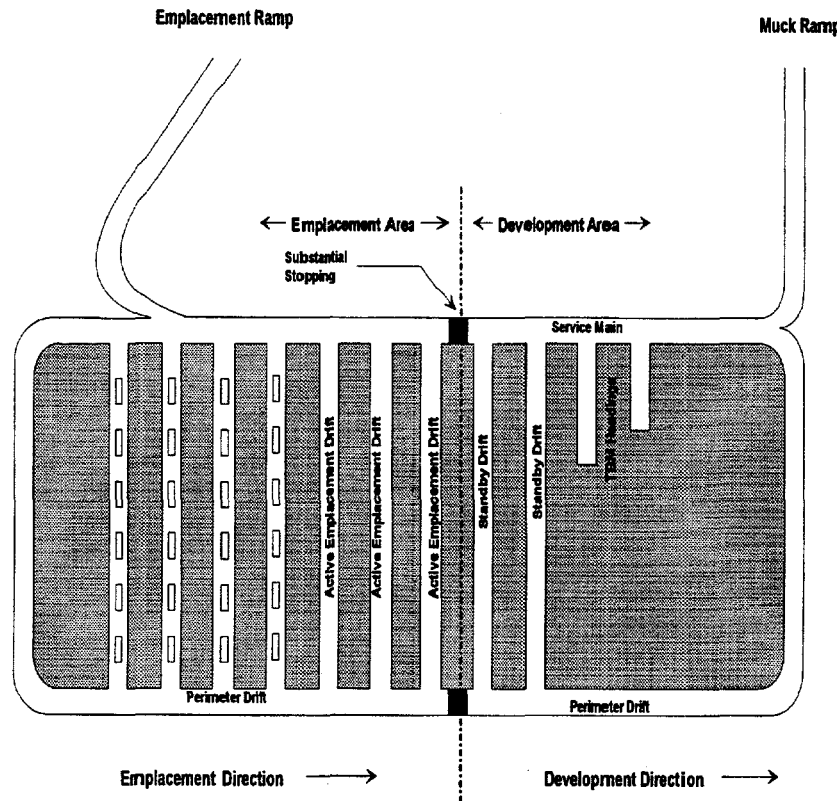 Emplacement Ramp
Muck Ramp
Emplacement Area
Development Area
Substantial
Stopping
Service Main
Active Emplacement Drift
Active Emplacement Drift
Active Emplacement Drift
Standby Drift
Standby Drift
TBM Headings
Perimeter Drift
Perimeter Drift
Emplacement Direction
Development Direction